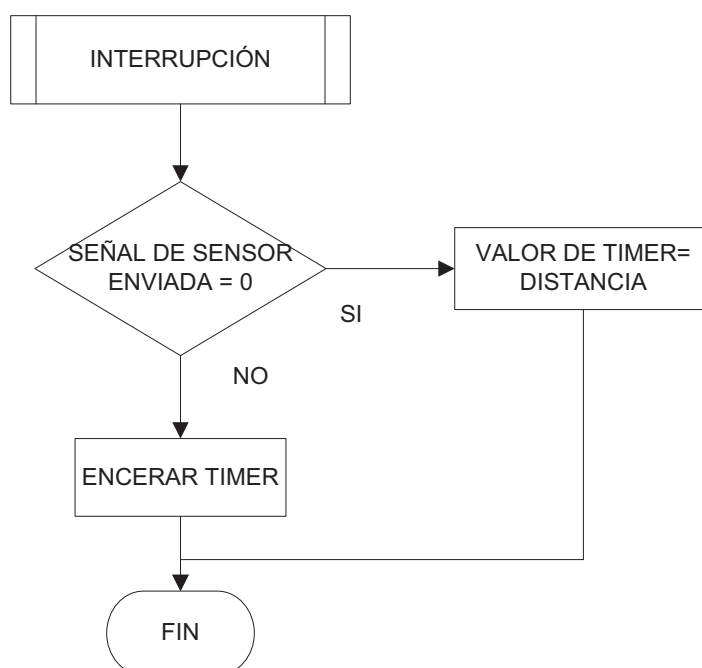 INTERRUPCIÓN
SEÑAL DE SENSOR
ENVIADA = 0
VALOR DE TIMER=
DISTANCIA
SI
NO
ENCERAR TIMER
FIN